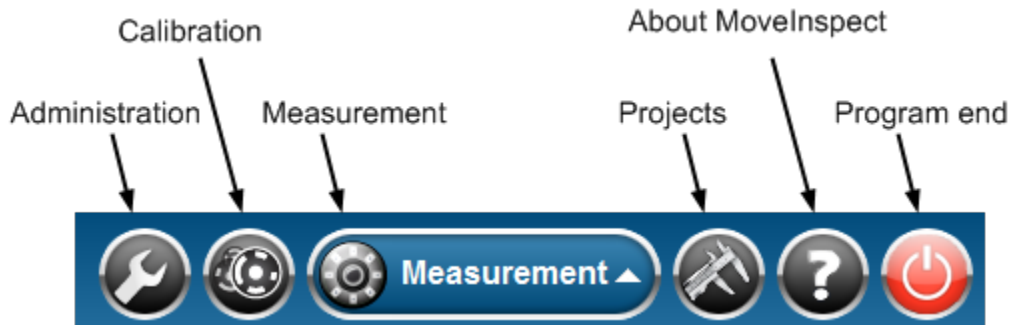 About MoveInspect
Calibration
Administration
Measurement
Projects
Program end
Measurement